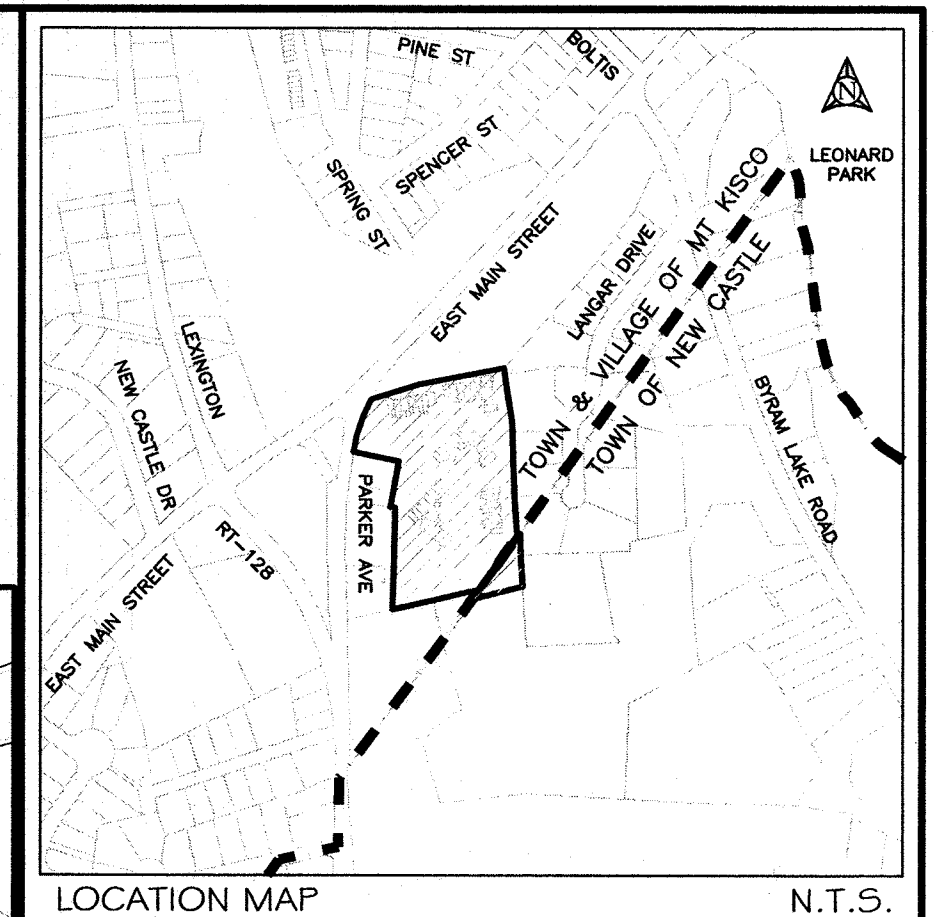 PINE ST
BOLTIS
N
LEONARD
PARK
SPENCER ST
SPRING ST
EAST MAIN STREET
LANGAR DRIVE
TOWN & VILLAGE OF MT KISCO
TOWN OF NEW CASTLE
LEXINGTON
NEW CASTLE DR
BYRAM LAKE ROAD
PARKER AVE
RT-128
EAST MAIN STREET
LOCATION MAP
N.T.S.